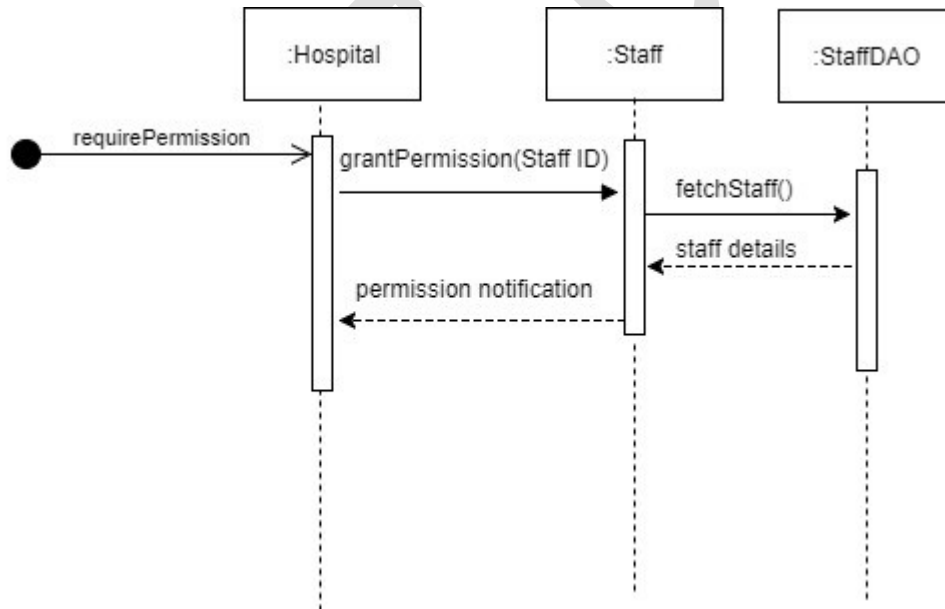 :Hospital
:Staff
:StaffDAO
requirePermission
grantPermission(Staff ID)
fetchStaff()
staff details
permission notification